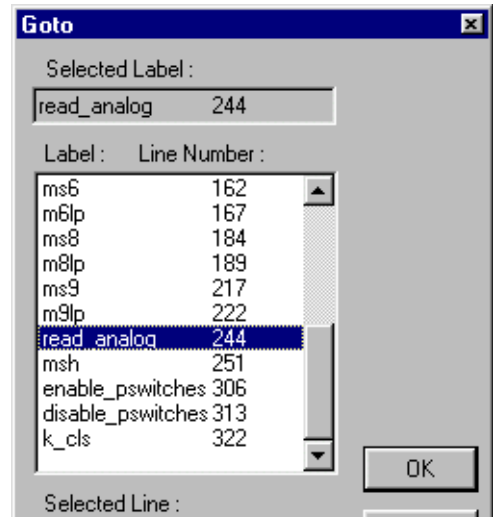 Goto
Selected Label :
read_analog 244
Label : Line Number :
ms6 162
m6lp 167
ms8 184
m8lp 189
ms9 217
m9lp 222
read_analog 244
msh 251
enable_pswitches 306
disable_pswitches 313
k_cls 322
OK
Selected Line :